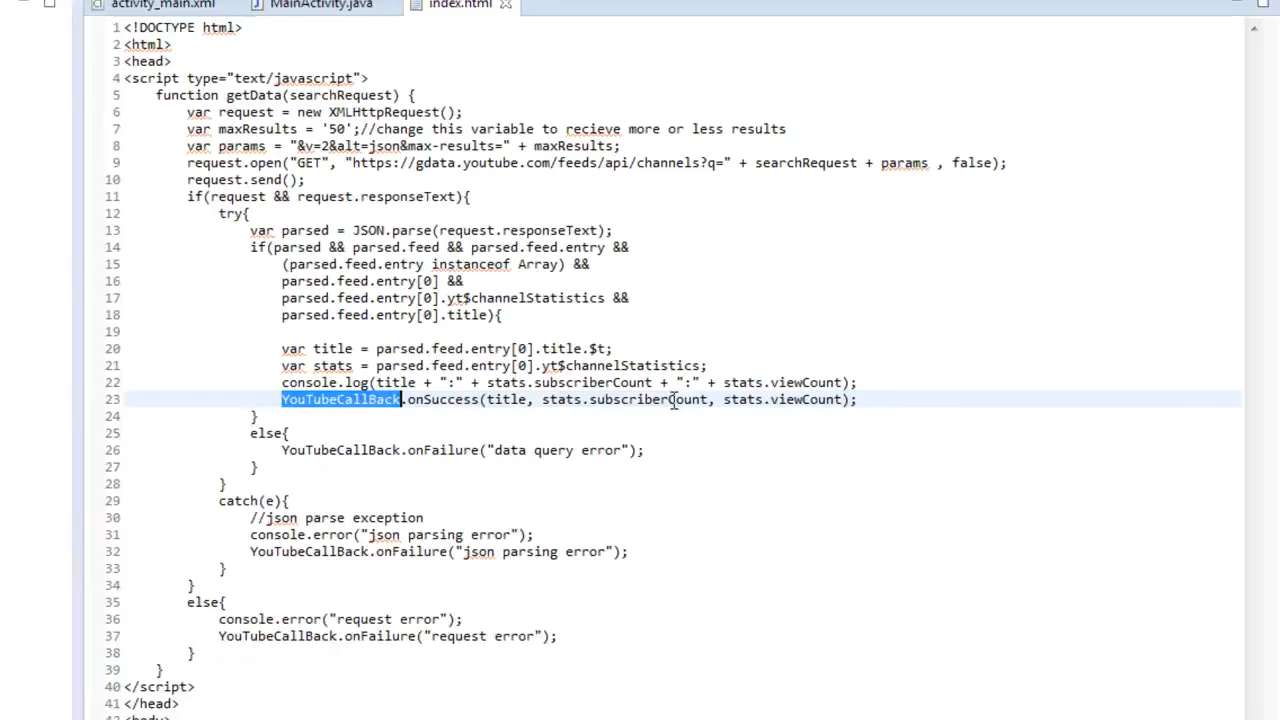 activity_main.xml MainActivity.java index.html
1 <!DOCTYPE html>
2 <html>
3 <head>
4 <script type="text/javascript">
5 function getData(searchRequest) {
6 var request = new XMLHttpRequest();
7 var maxResults = '50';//change this variable to recieve more or less results
8 var params = "&v=2&alt=json&max-results=" + maxResults;
9 request.open("GET", "https://gdata.youtube.com/feeds/api/channels?q=" + searchRequest + params , false);
10 request.send();
11 if(request && request.responseText){
12 try{
13 var parsed = JSON.parse(request.responseText);
14 if(parsed && parsed.feed && parsed.feed.entry &&
15 (parsed.feed.entry instanceof Array) &&
16 parsed.feed.entry[0] &&
17 parsed.feed.entry[0].yt$channelStatistics &&
18 parsed.feed.entry[0].title){
19
20 var title = parsed.feed.entry[0].title.$t;
21 var stats = parsed.feed.entry[0].yt$channelStatistics;
22 console.log(title + ":" + stats.subscriberCount + ":" + stats.viewCount);
23 YouTubeCallBack.onSuccess(title, stats.subscriberCount, stats.viewCount);
24 }
25 else{
26 YouTubeCallBack.onFailure("data query error");
27 }
28 }
29 catch(e){
30 //json parse exception
31 console.error("json parsing error");
32 YouTubeCallBack.onFailure("json parsing error");
33 }
34 }
35 else{
36 console.error("request error");
37 YouTubeCallBack.onFailure("request error");
38 }
39 }
40 </script>
41 </head>
42 <body>